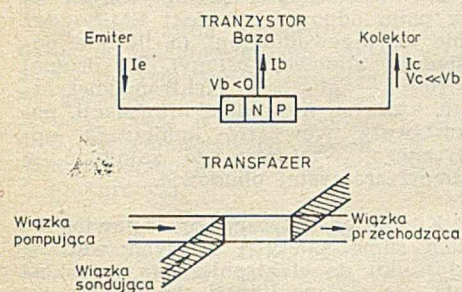 TRANZYSTOR
Emiter Baza Kolektor
Ie Ib Ic
Vb<0 Vc≪Vb
P N P
TRANSFAZER
Wiązka pompująca
Wiązka przechodząca
Wiązka sondująca